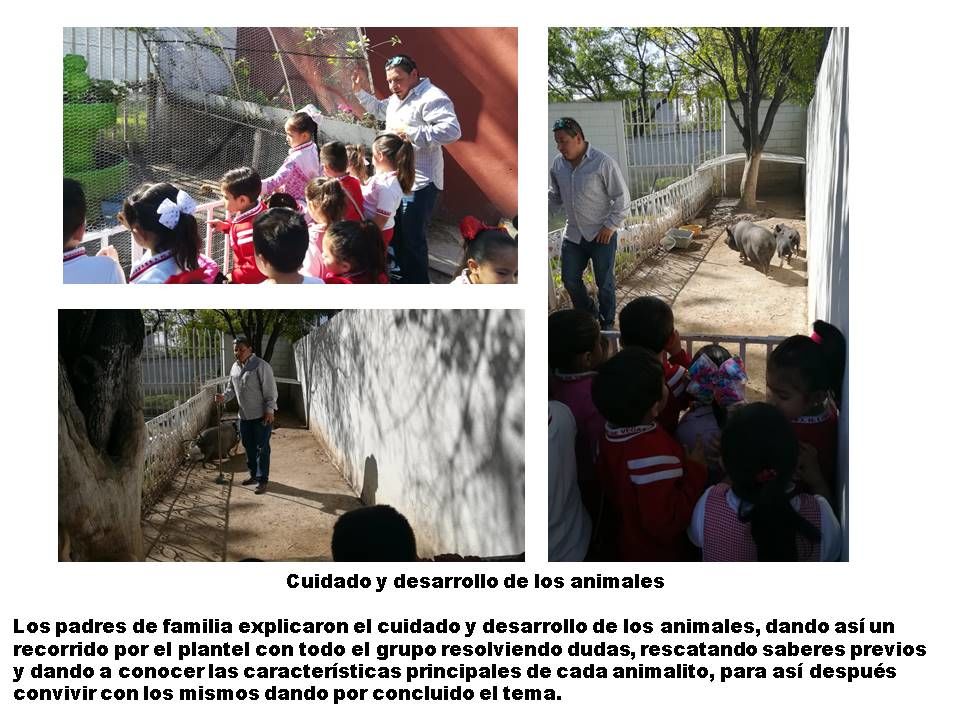 Cuidado y desarrollo de los animales
Los padres de familia explicaron el cuidado y desarrollo de los animales, dando así un
recorrido por el plantel con todo el grupo resolviendo dudas, rescatando saberes previos
y dando a conocer las características principales de cada animalito, para así después
convivir con los mismos dando por concluido el tema.